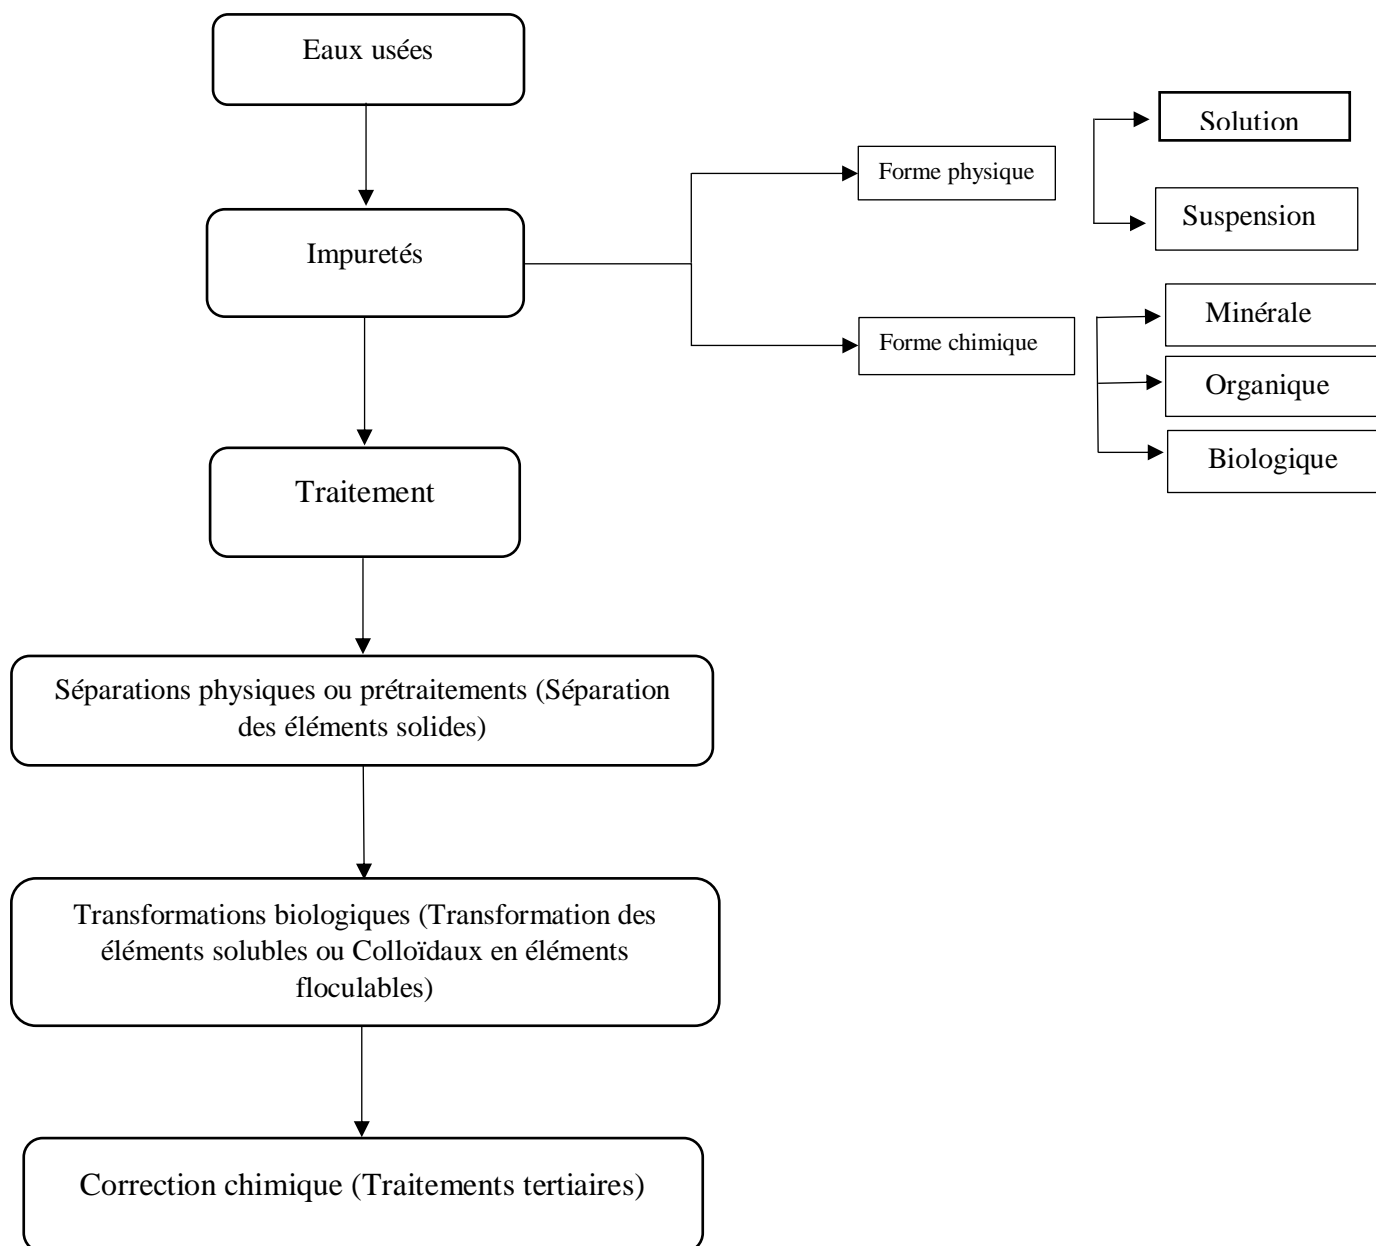 Eaux usées
Impuretés
Forme physique
Solution
Suspension
Forme chimique
Minérale
Organique
Biologique
Traitement
Séparations physiques ou prétraitements (Séparation
des éléments solides)
Transformations biologiques (Transformation des
éléments solubles ou Colloïdaux en éléments
floculables)
Correction chimique (Traitements tertiaires)